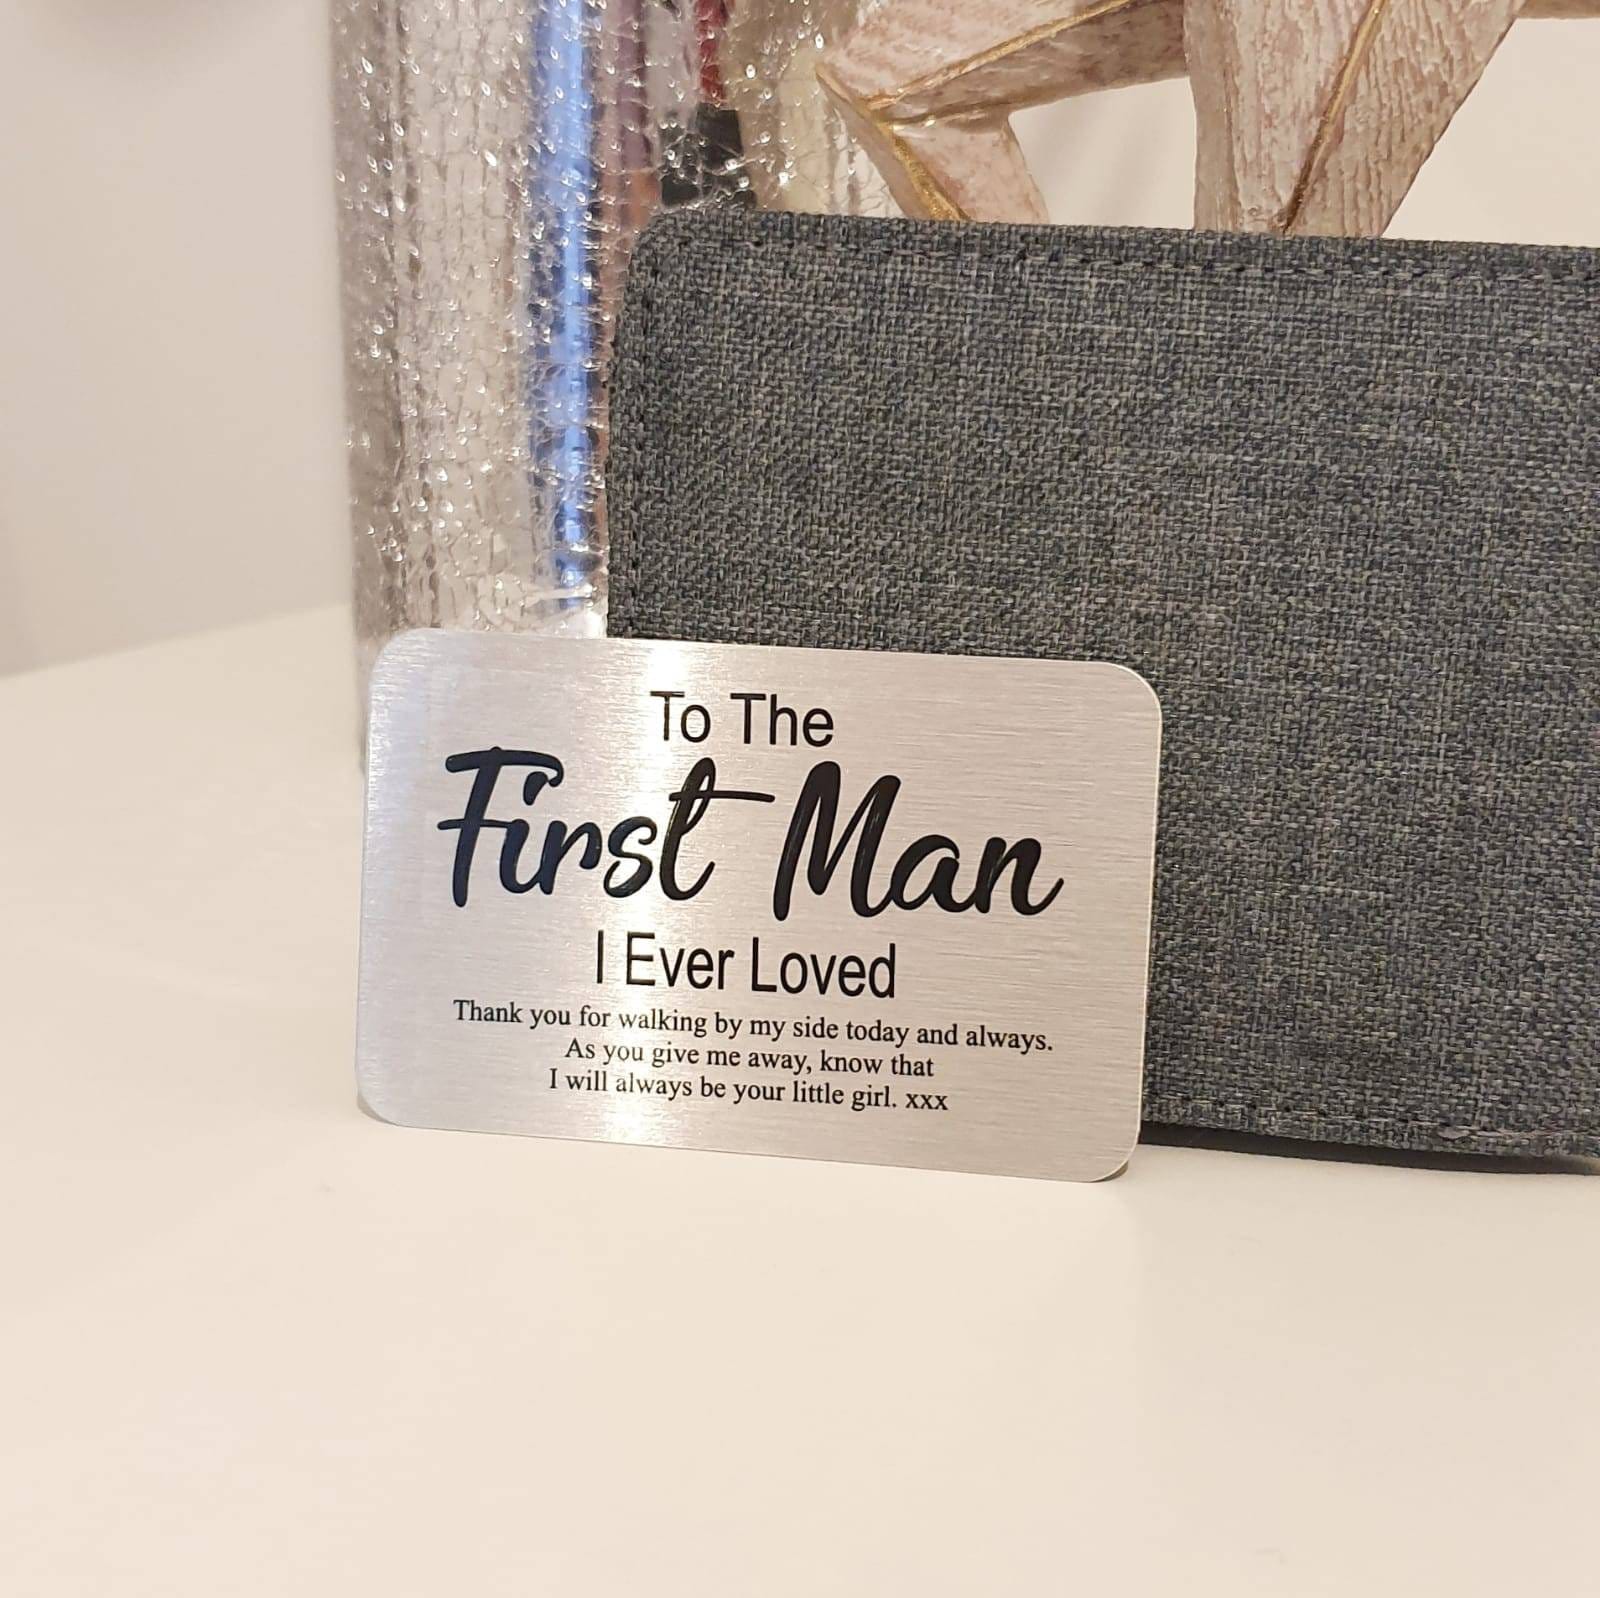 To The
First Man
I Ever Loved
Thank you for walking by my side today and always.
As you give me away, know that
I will always be your little girl. xxx